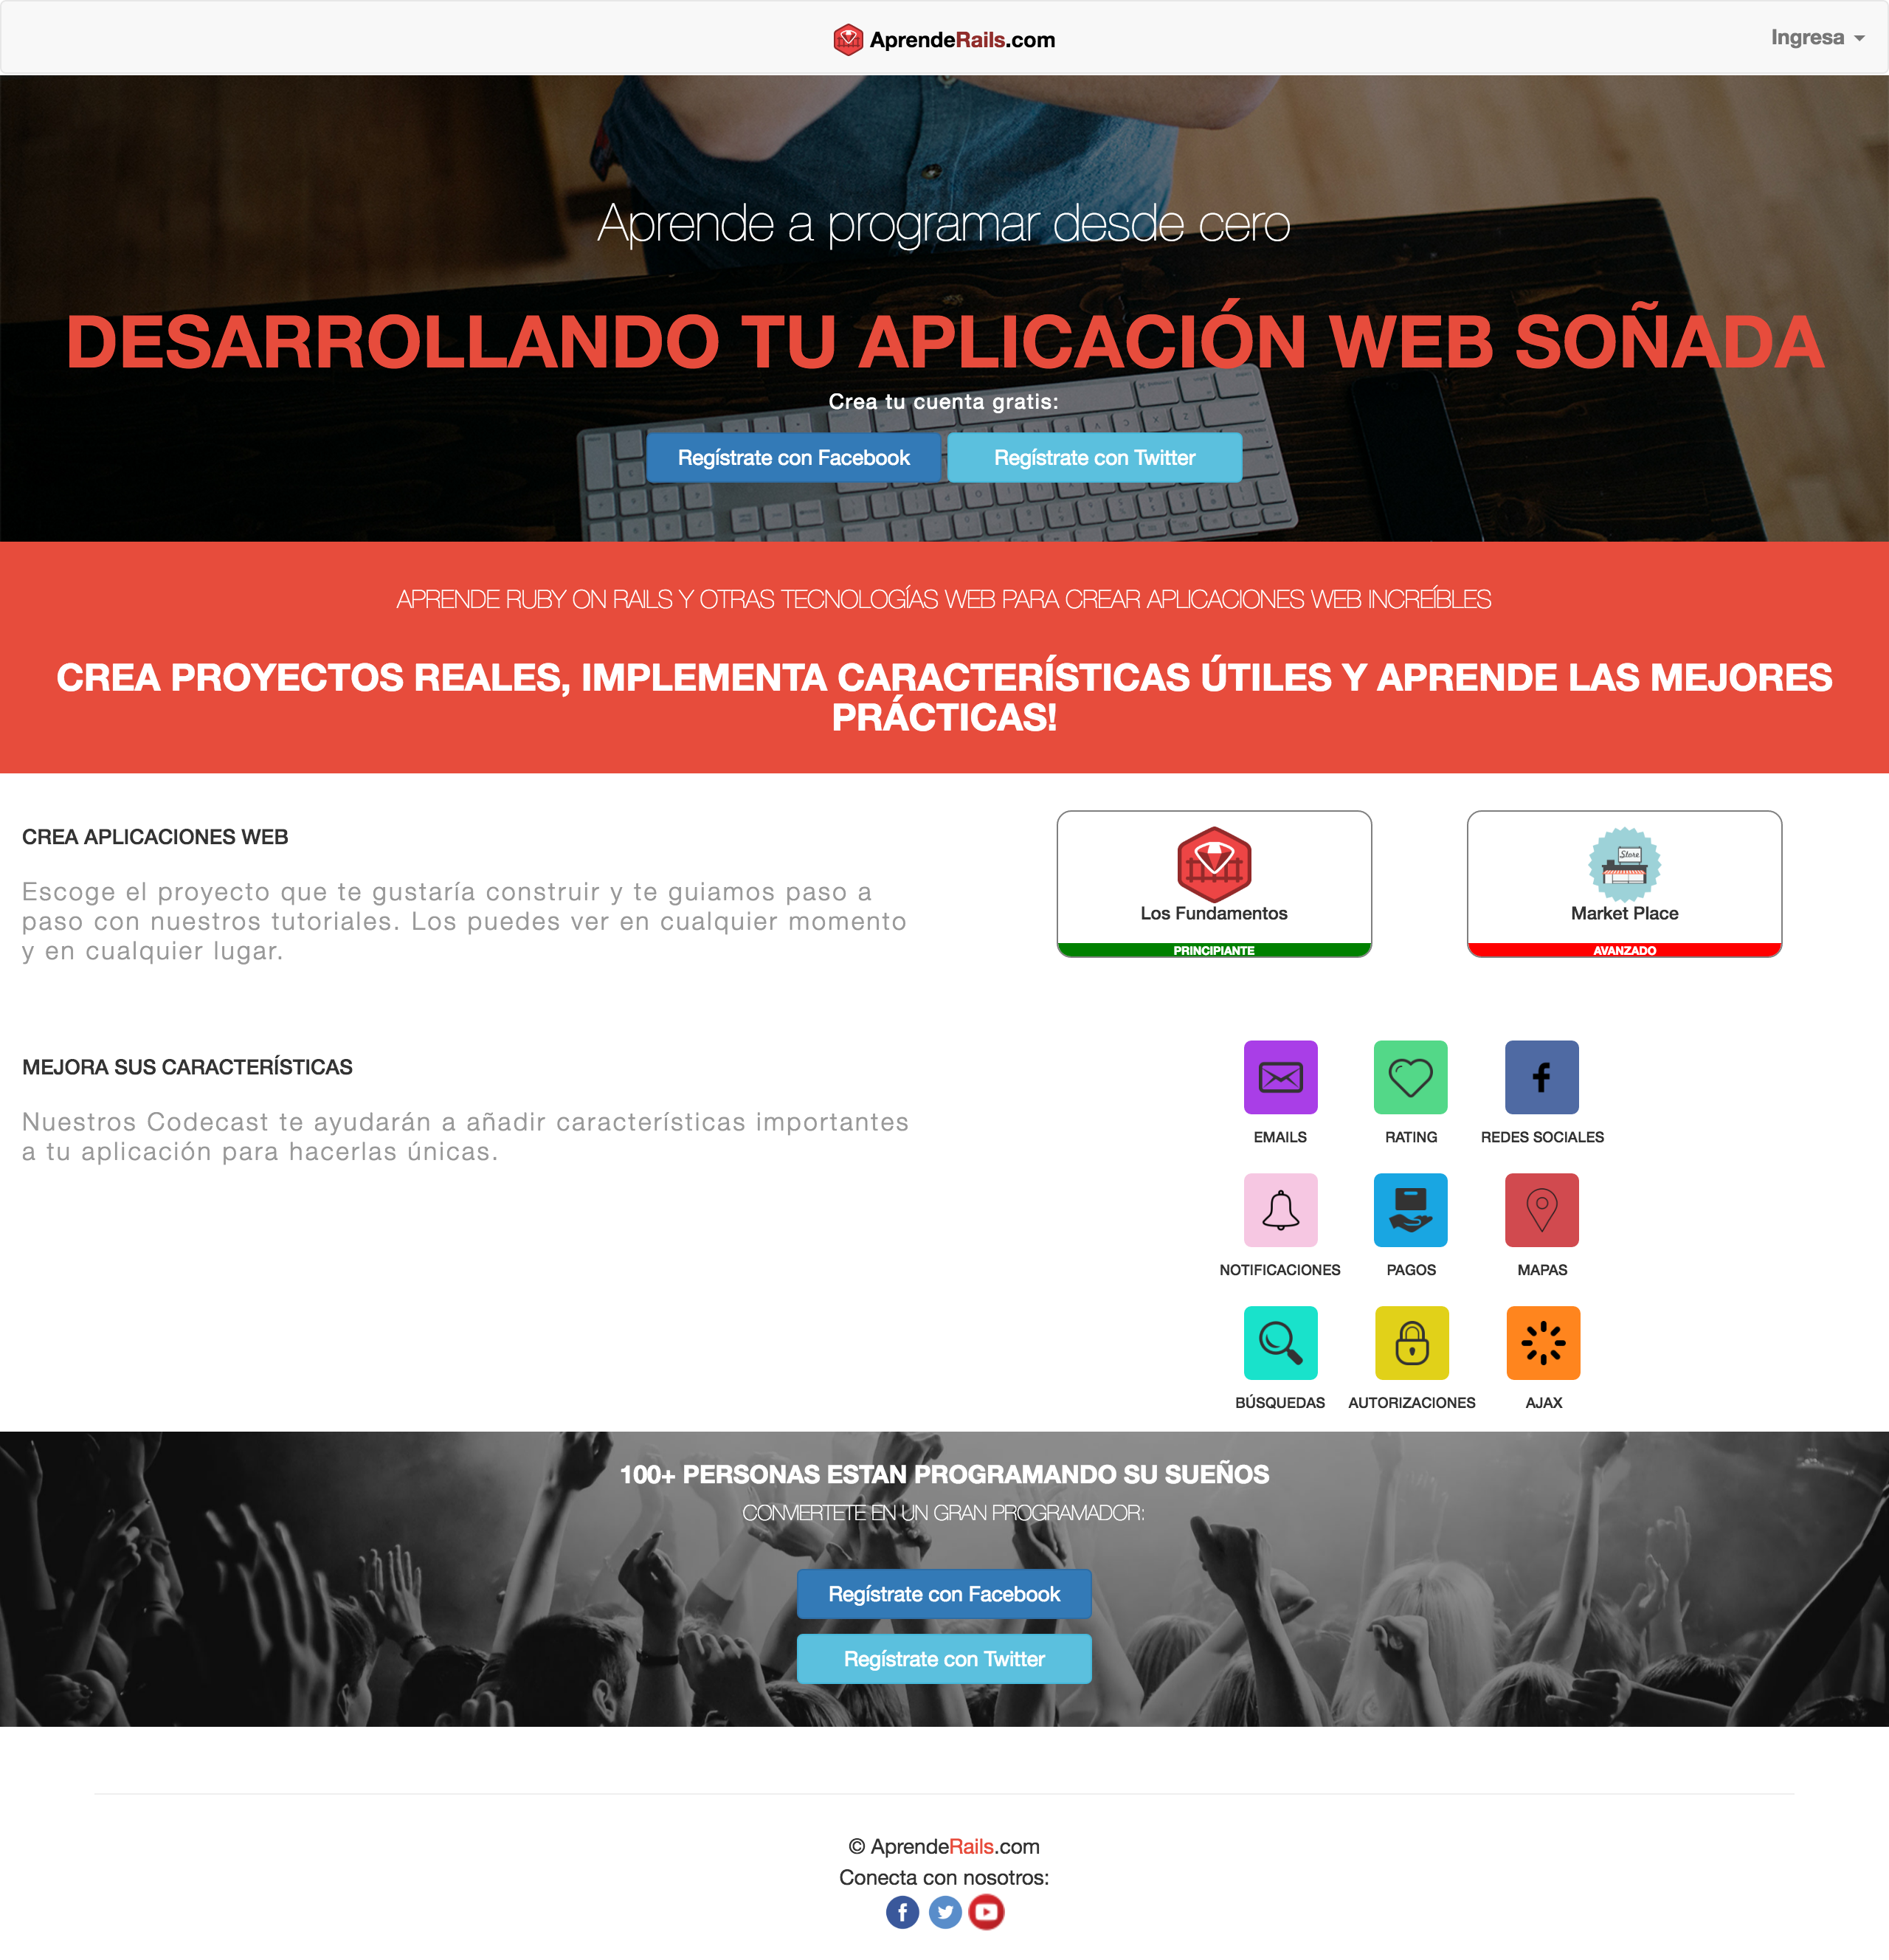 AprendeRails.com
Ingresa
Aprende a programar desde cero
DESARROLLANDO TU APLICACIÓN WEB SOÑADA
Crea tu cuenta gratis:
Regístrate con Facebook
Regístrate con Twitter
APRENDE RUBY ON RAILS Y OTRAS TECNOLOGÍAS WEB PARA CREAR APLICACIONES WEB INCREÍBLES
CREA PROYECTOS REALES, IMPLEMENTA CARACTERÍSTICAS ÚTILES Y APRENDE LAS MEJORES
PRÁCTICAS!
CREA APLICACIONES WEB
Escoge el proyecto que te gustaría construir y te guiamos paso a
paso con nuestros tutoriales. Los puedes ver en cualquier momento
y en cualquier lugar.
Los Fundamentos
PRINCIPIANTE
Store
Market Place
AVANZADO
MEJORA SUS CARACTERÍSTICAS
Nuestros Codecast te ayudarán a añadir características importantes
a tu aplicación para hacerlas únicas.
EMAILS
RATING
REDES SOCIALES
NOTIFICACIONES
PAGOS
MAPAS
BÚSQUEDAS
AUTORIZACIONES
AJAX
100+ PERSONAS ESTAN PROGRAMANDO SU SUEÑOS
CONVIERTETE EN UN GRAN PROGRAMADOR:
Regístrate con Facebook
Regístrate con Twitter
© AprendeRails.com
Conecta con nosotros: